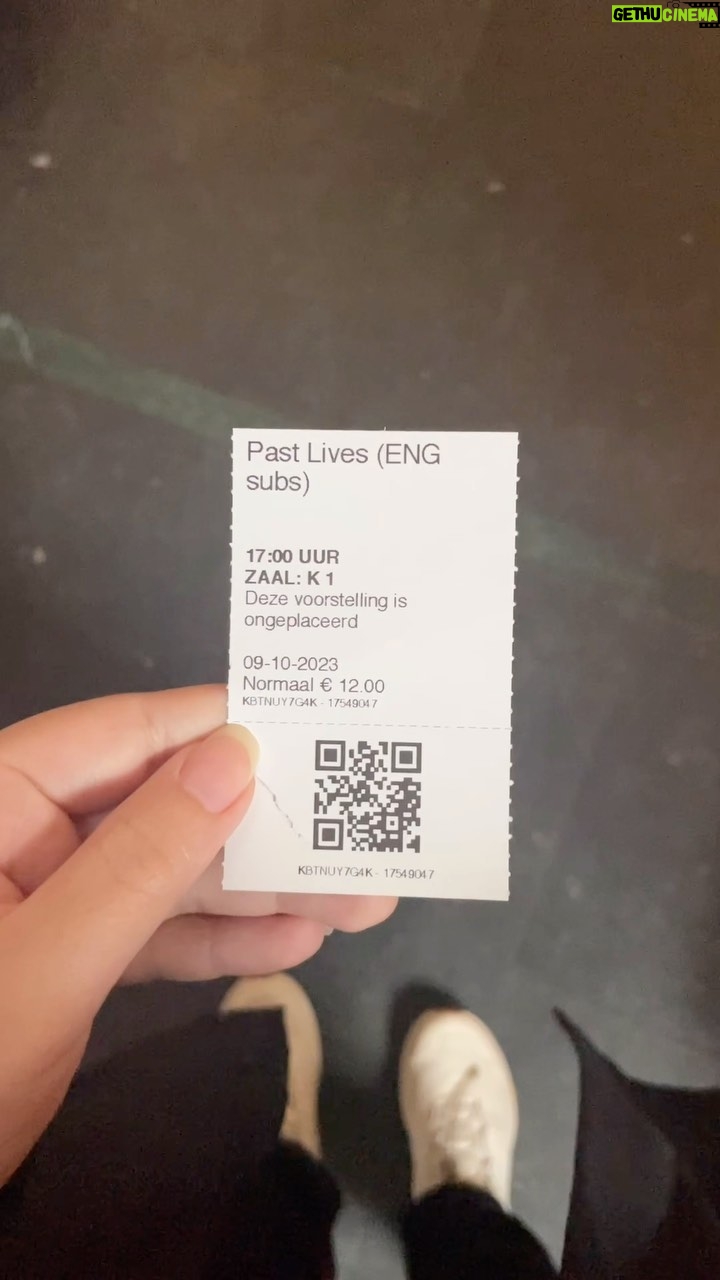 GETHUCINEMA
Past Lives (ENG
subs)
17:00 UUR
ZAAL: K 1
Deze voorstelling is
ongeplaceerd
09-10-2023
Normaal € 12.00
KBTNUY7G4K - 17549047
KBTNUY7G4K - 17549047